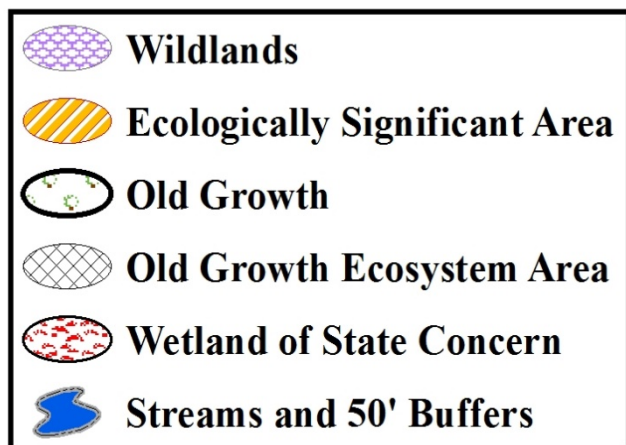 Wildlands
Ecologically Significant Area
Old Growth
Old Growth Ecosystem Area
Wetland of State Concern
Streams and 50' Buffers